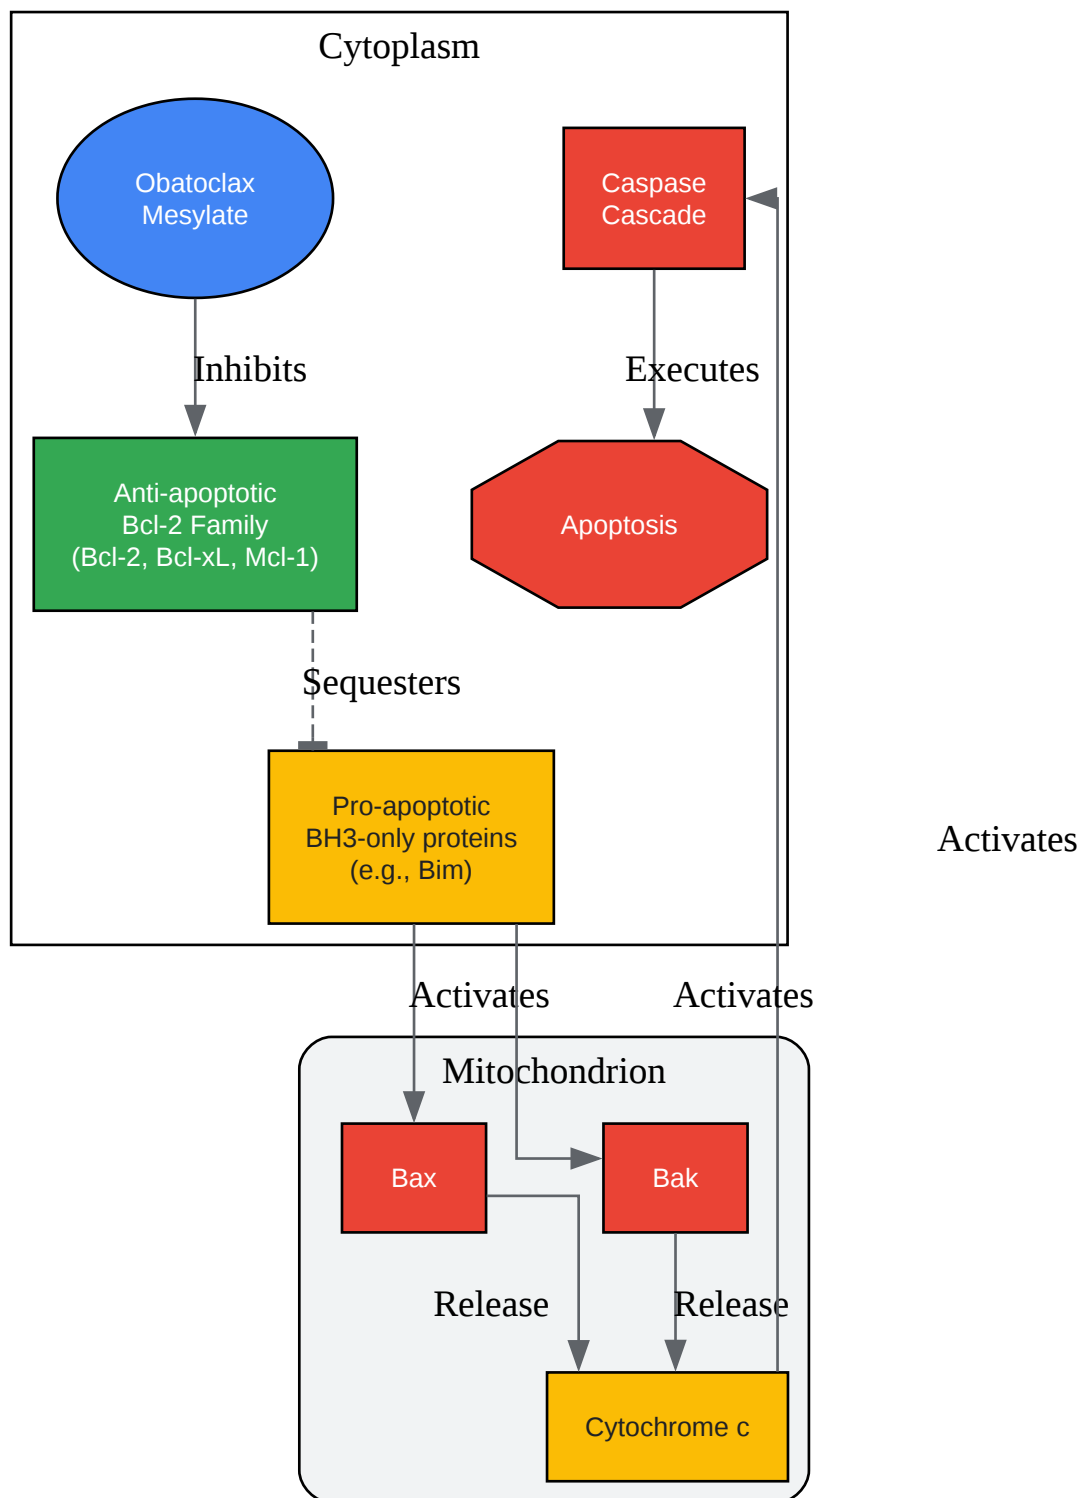 Cytoplasm
Obatoclax
Mesylate
Caspase
Cascade
Inhibits
Executes
Anti-apoptotic
Bcl-2 Family
(Bcl-2, Bcl-xL, Mcl-1)
Apoptosis
Sequesters
Pro-apoptotic
BH3-only proteins
(e.g., Bim)
Activates
Activates
Activates
Mitochondrion
Bax
Bak
Release
Release
Cytochrome c